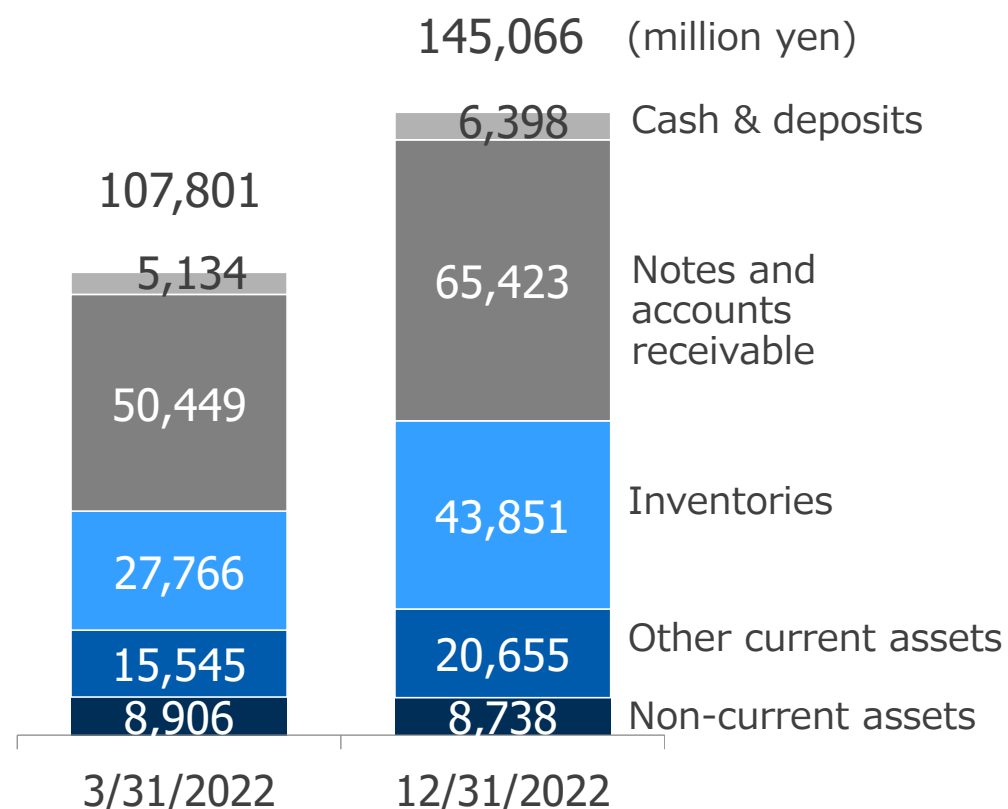 145,066 (million yen)
6,398 Cash & deposits
107,801
5,134
65,423
Notes and
accounts
receivable
50,449
43,851
Inventories
27,766
20,655
Other current assets
15,545
8,906
8,738
Non-current assets
3/31/2022
12/31/2022